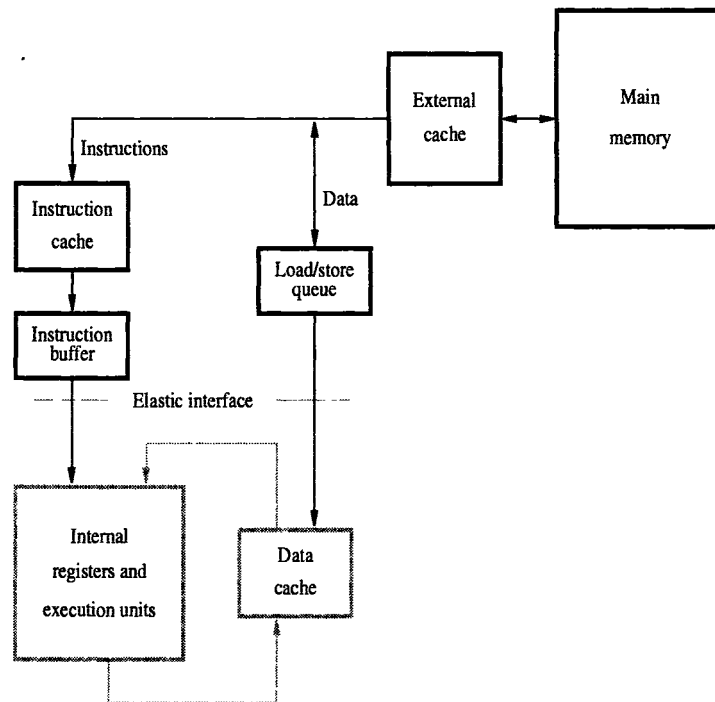 External
cache
Main
memory
Instructions
Data
Instruction
cache
Load/store
queue
Instruction
buffer
Elastic interface
Internal
registers and
execution units
Data
cache